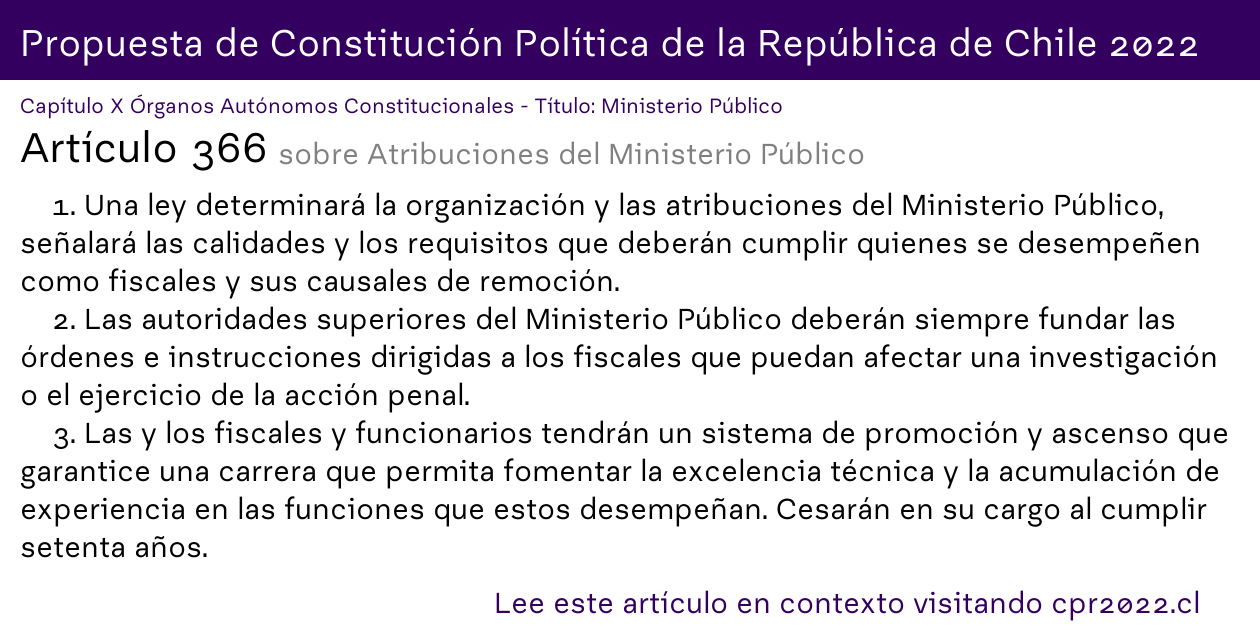 Propuesta de Constitución Política de la República de Chile 2022
Capítulo X Órganos Autónomos Constitucionales - Título: Ministerio Público
Artículo 366 sobre Atribuciones del Ministerio Público
1. Una ley determinará la organización y las atribuciones del Ministerio Público,
señalará las calidades y los requisitos que deberán cumplir quienes se desempeñen
como fiscales y sus causales de remoción.
2. Las autoridades superiores del Ministerio Público deberán siempre fundar las
órdenes e instrucciones dirigidas a los fiscales que puedan afectar una investigación
o el ejercicio de la acción penal.
3. Las y los fiscales y funcionarios tendrán un sistema de promoción y ascenso que
garantice una carrera que permita fomentar la excelencia técnica y la acumulación de
experiencia en las funciones que estos desempeñan. Cesarán en su cargo al cumplir
setenta años.
Lee este artículo en contexto visitando cpr2022.cl